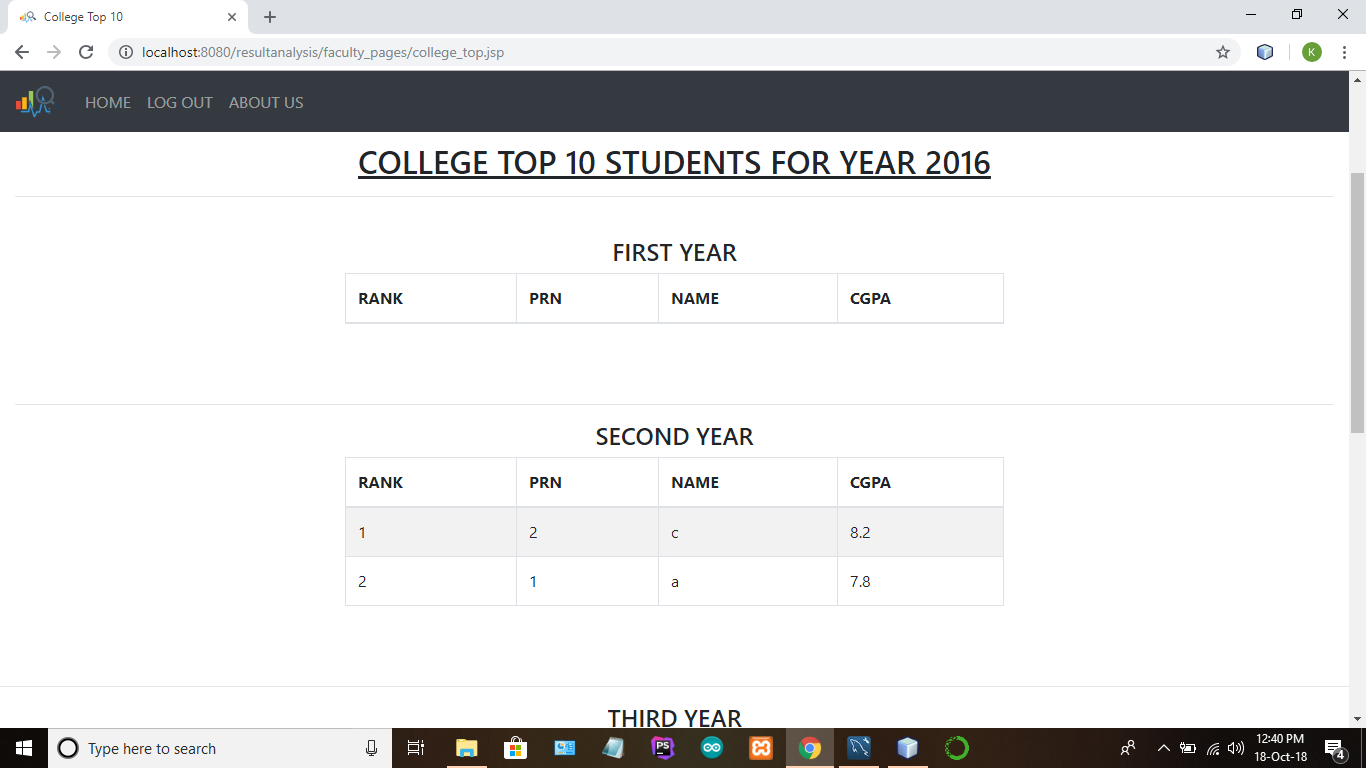 College Top 10
localhost:8080/resultanalysis/faculty_pages/college_top.jsp
K
HOME LOG OUT ABOUT US
COLLEGE TOP 10 STUDENTS FOR YEAR 2016
FIRST YEAR
RANK PRN NAME CGPA
SECOND YEAR
RANK PRN NAME CGPA
1 2 c 8.2
2 1 a 7.8
THIRD YEAR
Type here to search
PS
12:40 PM
18-Oct-18
4